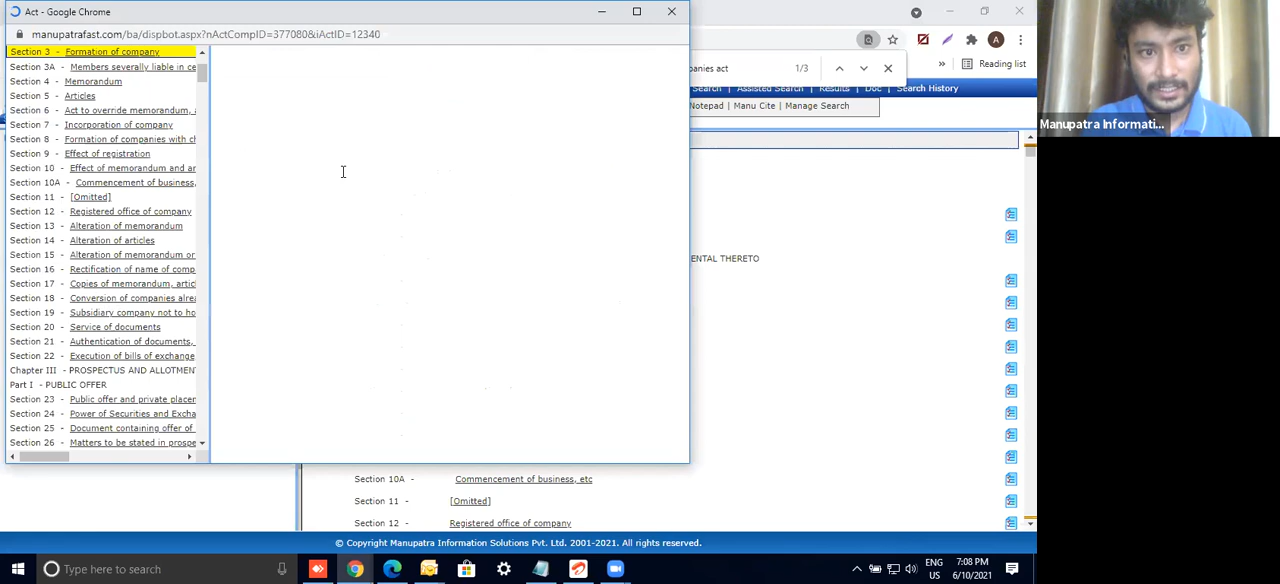 Act - Google Chrome
manupatrafast.com/ba/dispbot.aspx?nActCompID=377080&iActID=12340
Section 3 - Formation of company
Section 3A - Members severally liable in ce
Section 4 - Memorandum
Section 5 - Articles
Section 6 - Act to override memorandum, a
Section 7 - Incorporation of company
Section 8 - Formation of companies with ch
Section 9 - Effect of registration
Section 10 - Effect of memorandum and ar
Section 10A - Commencement of business,
Section 11 - [Omitted]
Section 12 - Registered office of company
Section 13 - Alteration of memorandum
Section 14 - Alteration of articles
Section 15 - Alteration of memorandum or
Section 16 - Rectification of name of comp
Section 17 - Copies of memorandum, artic
Section 18 - Conversion of companies alrea
Section 19 - Subsidiary company not to ho
Section 20 - Service of documents
Section 21 - Authentication of documents,
Section 22 - Execution of bills of exchange
Chapter III - PROSPECTUS AND ALLOTMENT
Part I - PUBLIC OFFER
Section 23 - Public offer and private placem
Section 24 - Power of Securities and Excha
Section 25 - Document containing offer of
Section 26 - Matters to be stated in prospe
A
Reading list
panies act 1/3
Search | Assisted Search | Results | Doc | Search History
Notepad | Manu Cite | Manage Search
ENTAL THERETO
Section 10A - Commencement of business, etc
Section 11 - [Omitted]
Section 12 - Registered office of company
© Copyright Manupatra Information Solutions Pvt. Ltd. 2001-2021. All rights reserved.
Manupatra Informati...
Type here to search
ENG
US
7:08 PM
6/10/2021